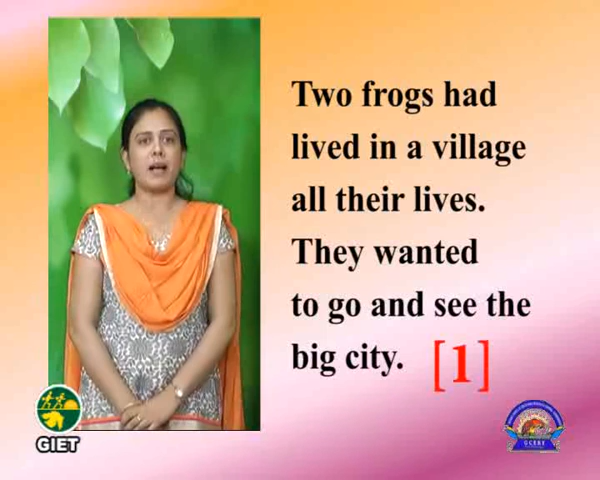 Two frogs had
lived in a village
all their lives.
They wanted
to go and see the
big city. [1]
GIET
GCERT